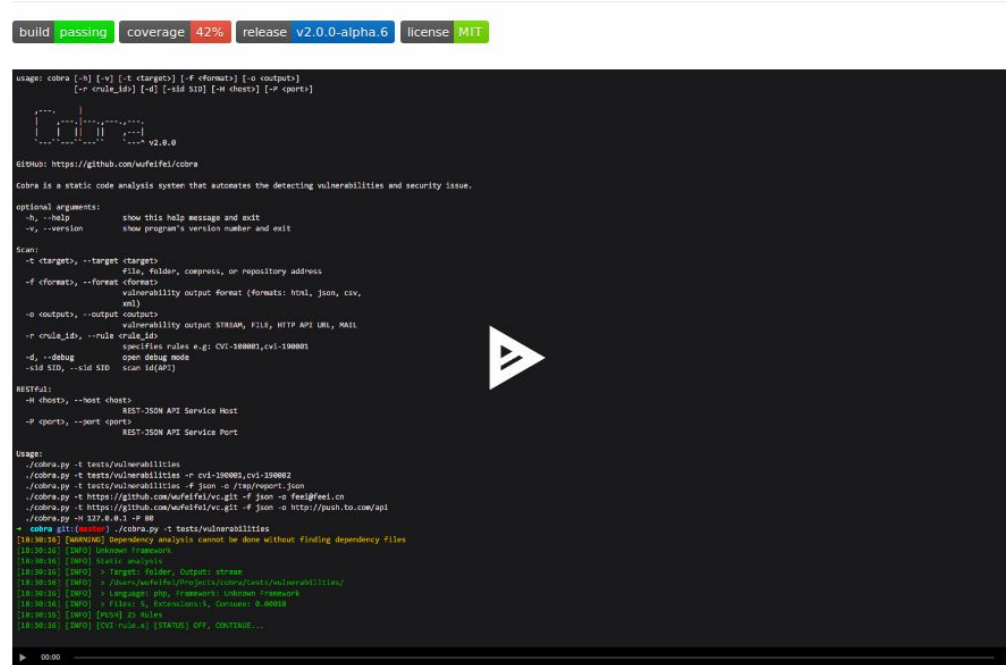 build passing coverage 42% release v2.0.0-alpha.6 license MIT
usage: cobra [-h] [-v] [-t <target>] [-f <format>] [-o <output>]
[-r <rule_id>] [-d] [-sid SID] [-H <host>] [-P <port>]
v2.0.0
GitHub: https://github.com/wufeifei/cobra
Cobra is a static code analysis system that automates the detecting vulnerabilities and security issue.
optional arguments:
-h, --help show this help message and exit
-v, --version show program's version number and exit
Scan:
-t <target>, --target <target>
file, folder, compress, or repository address
-f <format>, --format <format>
vulnerability output format (formats: html, json, csv,
xml)
-o <output>, --output <output>
vulnerability output STREAM, FILE, HTTP API URL, MAIL
-r <rule_id>, --rule <rule_id>
specifies rules e.g: CVI-100001,cvi-190001
-d, --debug open debug mode
-sid SID, --sid SID scan id(API)
RESTful:
-H <host>, --host <host>
REST-JSON API Service Host
-P <port>, --port <port>
REST-JSON API Service Port
Usage:
./cobra.py -t tests/vulnerabilities
./cobra.py -t tests/vulnerabilities -r cvi-190001,cvi-190002
./cobra.py -t tests/vulnerabilities -f json -o /tmp/report.json
./cobra.py -t https://github.com/wufeifei/vc.git -f json -o feei@feei.cn
./cobra.py -t https://github.com/wufeifei/vc.git -f json -o http://push.to.com/api
./cobra.py -H 127.0.0.1 -P 80
→ cobra git:(master) ./cobra.py -t tests/vulnerabilities
[18:30:16] [WARNING] Dependency analysis cannot be done without finding dependency files
[18:30:16] [INFO] Unknown Framework
[18:30:16] [INFO] Static analysis
[18:30:16] [INFO] > Target: folder, Output: stream
[18:30:16] [INFO] > /Users/wufeifei/Projects/cobra/tests/vulnerabilities/
[18:30:16] [INFO] > Language: php, Framework: Unknown Framework
[18:30:16] [INFO] > Files: 5, Extensions:5, Consume: 0.00018
[18:30:16] [INFO] [PUSH] 25 Rules
[18:30:16] [INFO] [CVI-rule.x] [STATUS] OFF, CONTINUE...
00:00